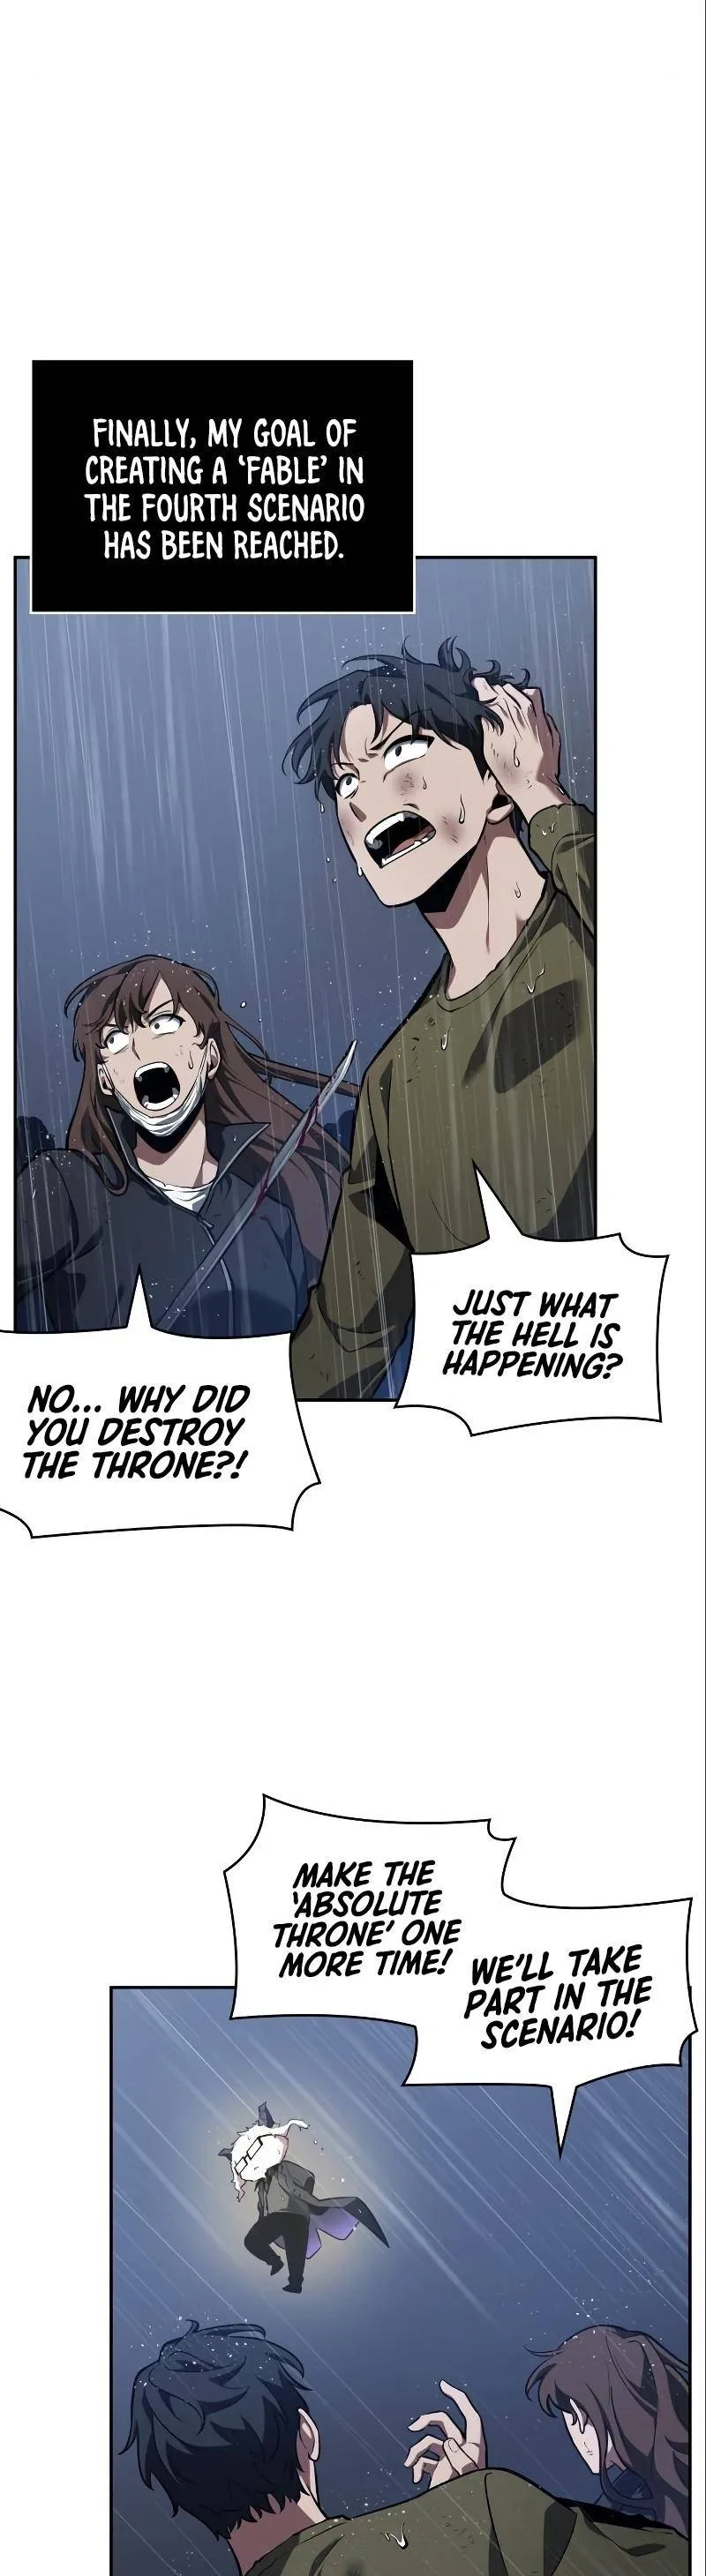 FINALLY, MY GOAL OF
CREATING A 'FABLE' IN
THE FOURTH SCENARIO
HAS BEEN REACHED.
JUST WHAT
THE HELL IS
HAPPENING?
NO... WHY DID
YOU DESTROY
THE THRONE?!
MAKE THE
'ABSOLUTE
THRONE' ONE
MORE TIME!
WE'LL TAKE
PART IN THE
SCENARIO!